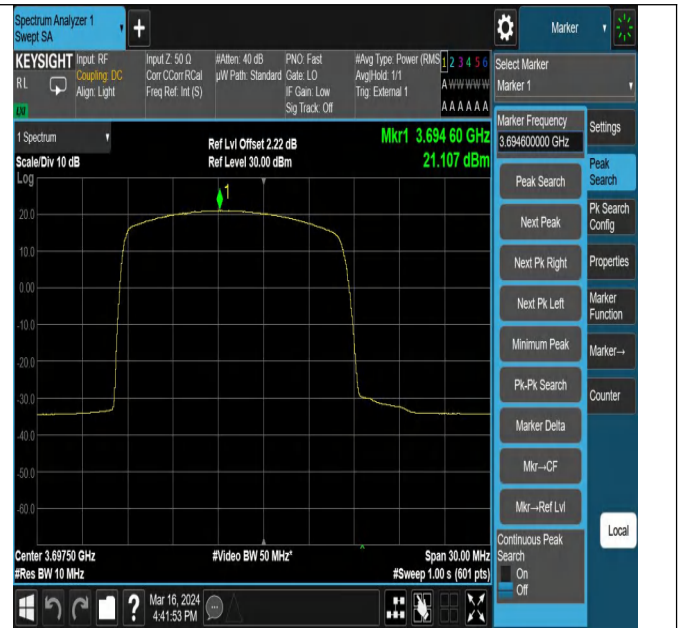 Spectrum Analyzer 1
Swept SA
Marker
KEYSIGHT
RL
Input: RF
Coupling: DC
Align: Light
Input Z: 50 Ω
Corr CCorr RCal
Freq Ref: Int (S)
#Atten: 40 dB
µW Path: Standard
PNO: Fast
Gate: LO
IF Gain: Low
Sig Track: Off
#Avg Type: Power (RMS
Avg|Hold: 1/1
Trig: External 1
1 2 3 4 5 6
A W W W W W
A A A A A A
LXI
Select Marker
Marker 1
1 Spectrum
Scale/Div 10 dB
Log
Ref Lvl Offset 2.22 dB
Ref Level 30.00 dBm
Mkr1 3.694 60 GHz
21.107 dBm
1
20.0
10.0
0.00
-10.0
-20.0
-30.0
-40.0
-50.0
-60.0
Center 3.69750 GHz
#Res BW 10 MHz
#Video BW 50 MHz*
Span 30.00 MHz
#Sweep 1.00 s (601 pts)
Marker Frequency
3.694600000 GHz
Peak Search
Next Peak
Next Pk Right
Next Pk Left
Minimum Peak
Pk-Pk Search
Marker Delta
Mkr→CF
Mkr→Ref Lvl
Continuous Peak
Search
On
Off
Settings
Peak
Search
Pk Search
Config
Properties
Marker
Function
Marker→
Counter
Local
?
Mar 16, 2024
4:41:53 PM